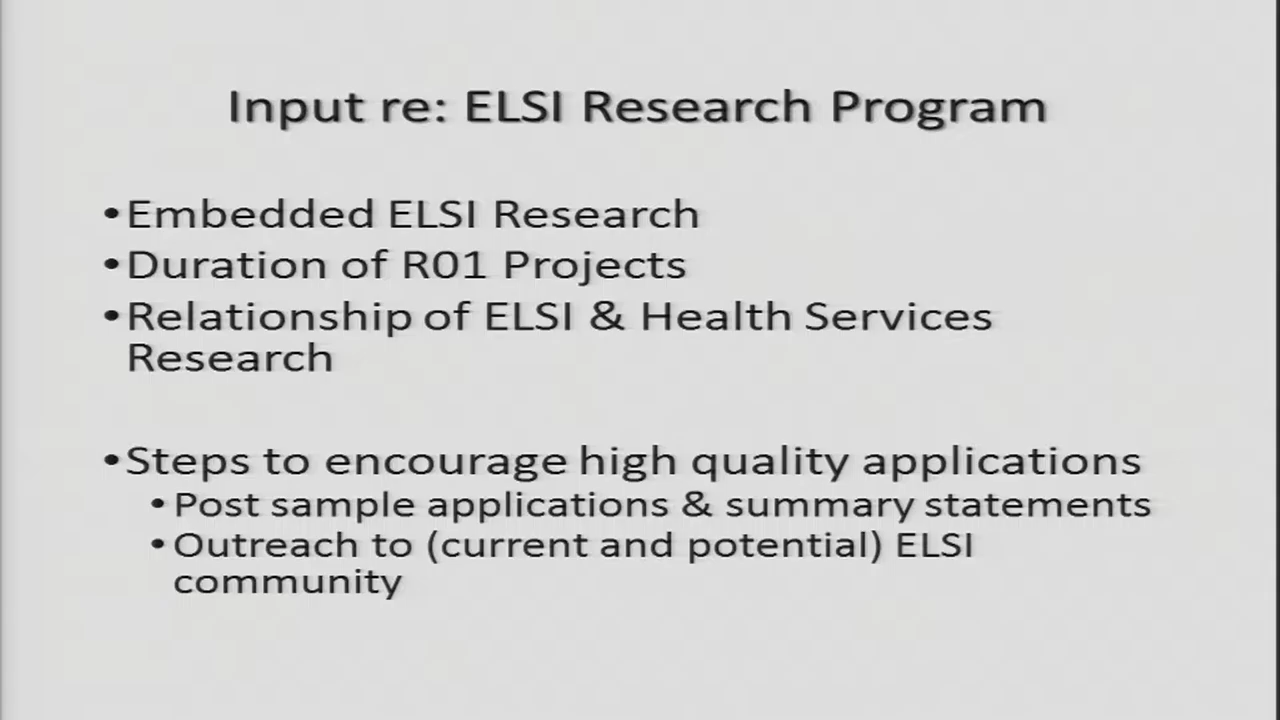 Input re: ELSI Research Program
•Embedded ELSI Research
•Duration of R01 Projects
•Relationship of ELSI & Health Services
Research
•Steps to encourage high quality applications
•Post sample applications & summary statements
•Outreach to (current and potential) ELSI
community